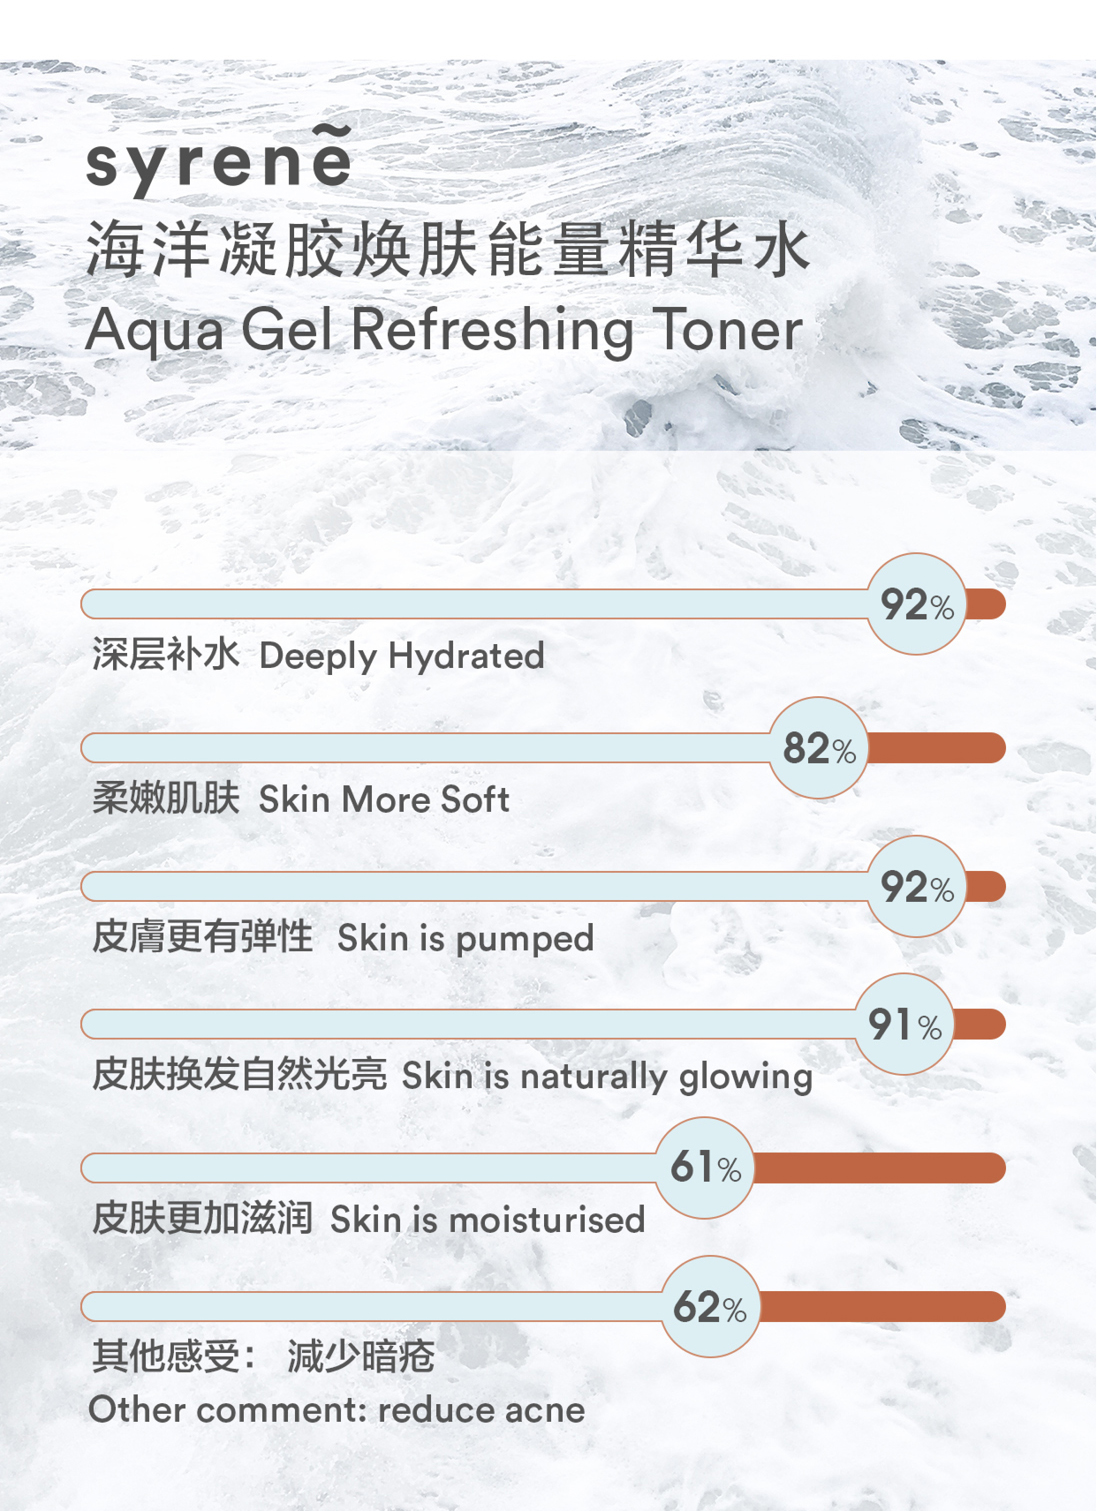 syrenẽ
海洋凝胶焕肤能量精华水
Aqua Gel Refreshing Toner
92%
深层补水 Deeply Hydrated
82%
柔嫩肌肤 Skin More Soft
92%
皮膚更有弹性 Skin is pumped
91%
皮肤换发自然光亮 Skin is naturally glowing
61%
皮肤更加滋润 Skin is moisturised
62%
其他感受： 減少暗疮
Other comment: reduce acne